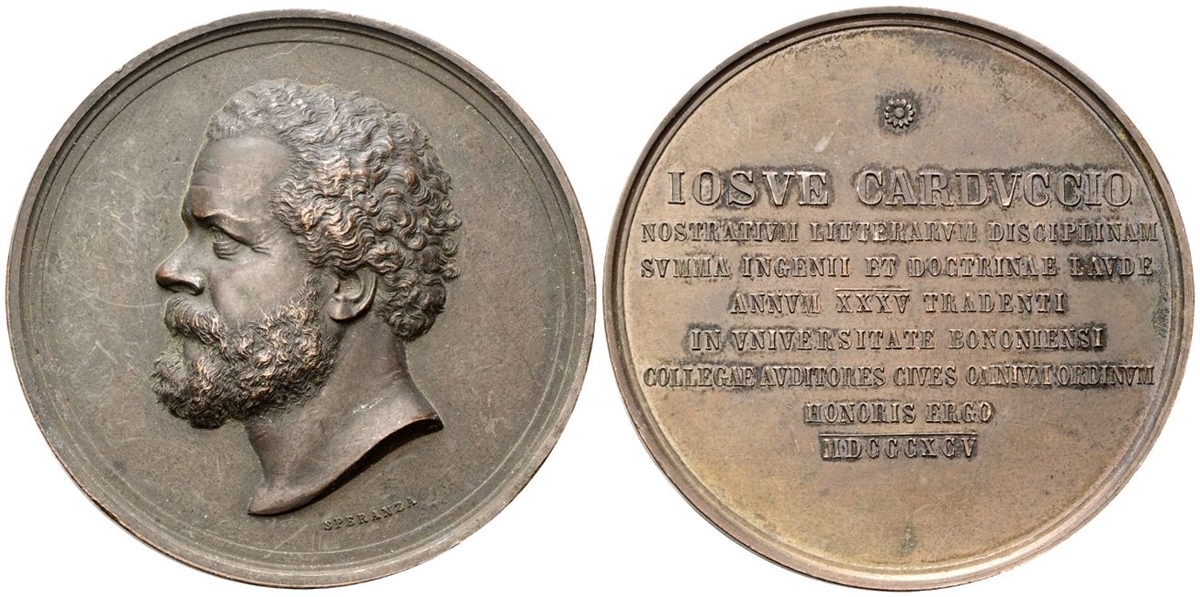 SPERANZA
IOSVE CARDVCCIO
NOSTRATIVM LITTERARVM DISCIPLINAM
SVMMA INGENII ET DOCTRINAE LAVDE
ANNVM XXXV TRADENTI
IN VNIVERSITATE BONONIENSI
COLLEGAE AVDITORES CIVES OMNIVM ORDINVM
HONORIS ERGO
MDCCCXCV